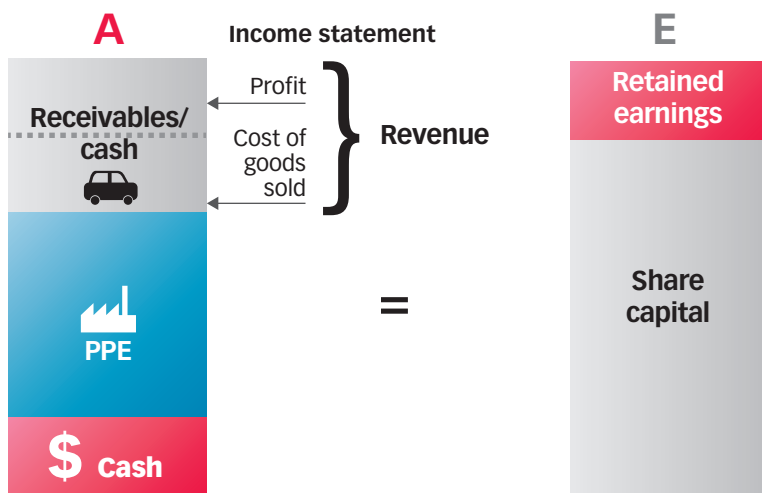 A
Income statement
E
Receivables/
cash
Profit
Cost of
goods
sold
Revenue
Retained
earnings
PPE
=
Share
capital
$ Cash